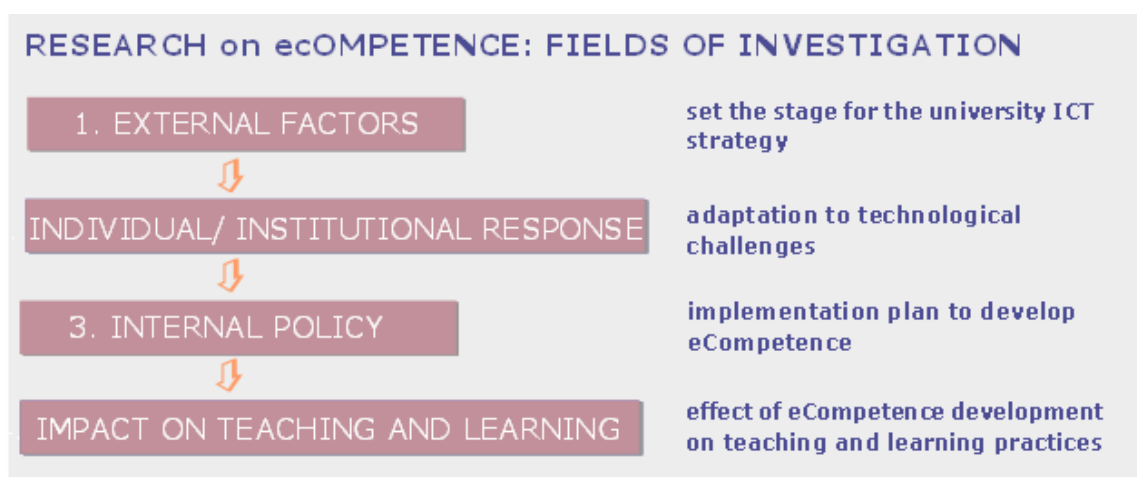 RESEARCH on ecOMPETENCE: FIELDS OF INVESTIGATION
1. EXTERNAL FACTORS
set the stage for the university ICT
strategy
INDIVIDUAL/ INSTITUTIONAL RESPONSE
adaptation to technological
challenges
3. INTERNAL POLICY
implementation plan to develop
eCompetence
IMPACT ON TEACHING AND LEARNING
effect of eCompetence development
on teaching and learning practices